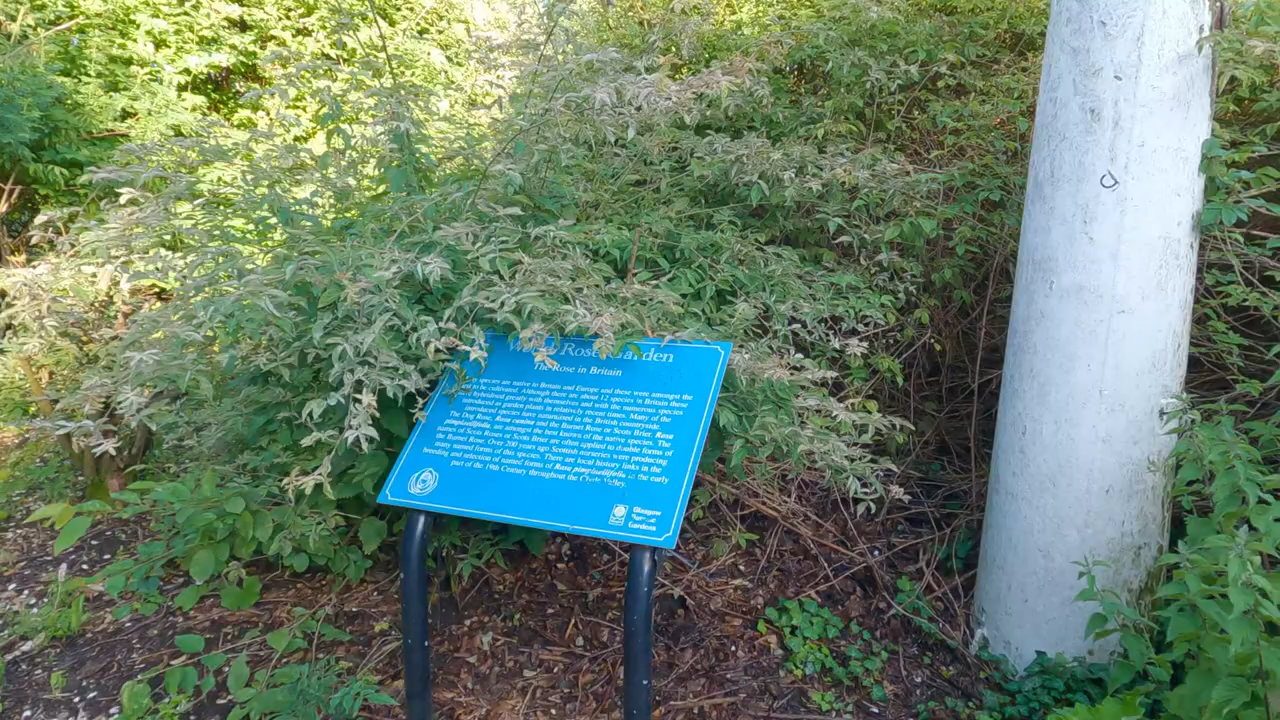 Rose Garden
The Rose in Britain
species are native to Britain and Europe and these were amongst the
to be cultivated. Although there are about 12 species in Britain these
hybridised greatly with themselves and with the numerous species
introduced as garden plants in relatively recent times. Many of the
introduced species have naturalised in the British countryside.
The Dog Rose, Rosa canina and the Burnet Rose or Scots Brier, Rosa
pimpinellifolia, are amongst the best known of the native species. The
names of Scots Roses or Scots Brier are often applied to double forms of
the Burnet Rose. Over 200 years ago Scottish nurseries were producing
many named forms of this species. There are local history links in the
breeding and selection of named forms of Rosa pimpinellifolia in the early
part of the 19th Century throughout the Clyde Valley.
Glasgow
Gardens